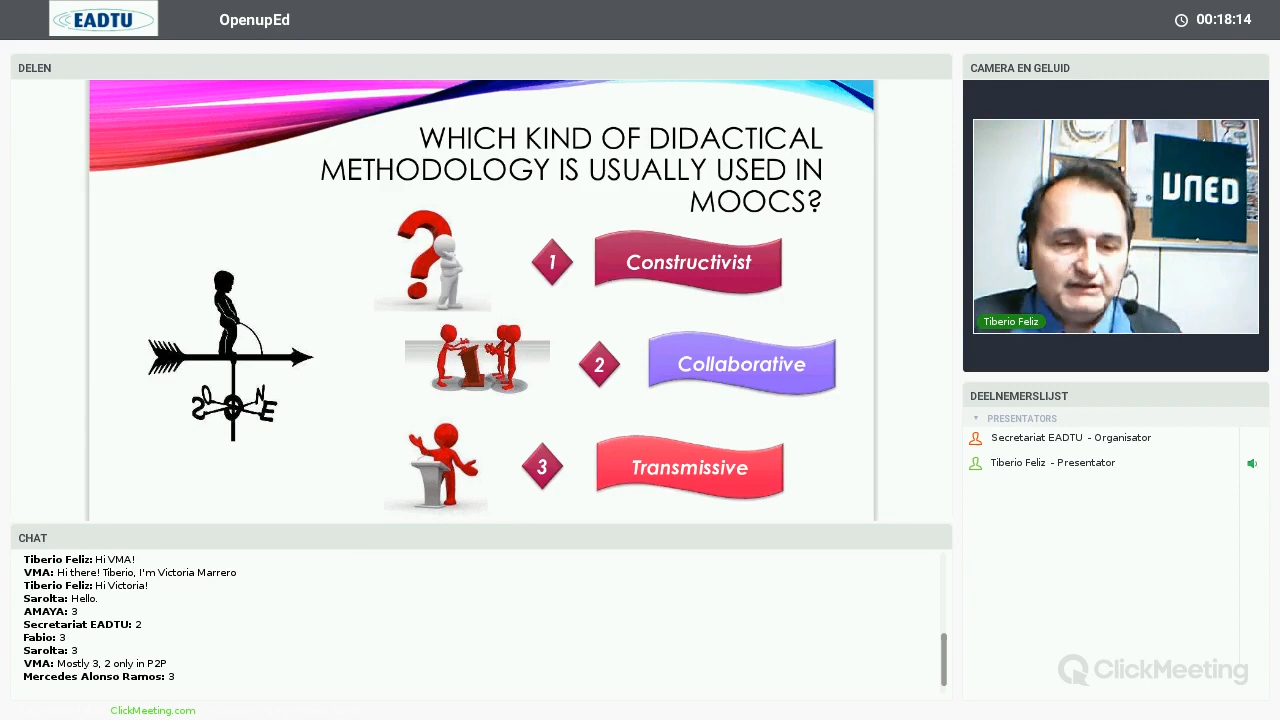 EADTU
OpenupEd
00:18:14
DELEN
WHICH KIND OF DIDACTICAL
METHODOLOGY IS USUALLY USED IN
MOOCS?
1
Constructivist
2
Collaborative
3
Transmissive
SO
N
E
CAMERA EN GELUID
UNED
Tiberio Feliz
DEELNEMERSLIJST
PRESENTATORS
Secretariat EADTU - Organisator
Tiberio Feliz - Presentator
CHAT
Tiberio Feliz: Hi VMA!
VMA: Hi there! Tiberio, I'm Victoria Marrero
Tiberio Feliz: Hi Victoria!
Sarolta: Hello.
AMAYA: 3
Secretariat EADTU: 2
Fabio: 3
Sarolta: 3
VMA: Mostly 3, 2 only in P2P
Mercedes Alonso Ramos: 3
ClickMeeting
ClickMeeting.com